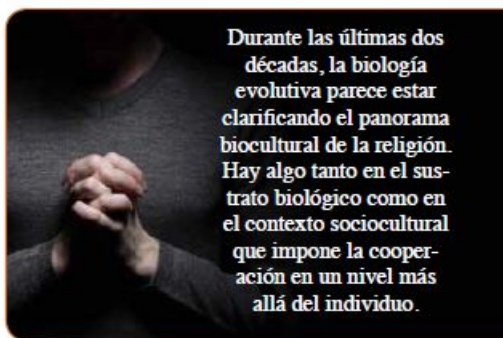 Durante las últimas dos
décadas, la biología
evolutiva parece estar
clarificando el panorama
biocultural de la religión.
Hay algo tanto en el sus-
trato biológico como en
el contexto sociocultural
que impone la cooper-
ación en un nivel más
allá del individuo.